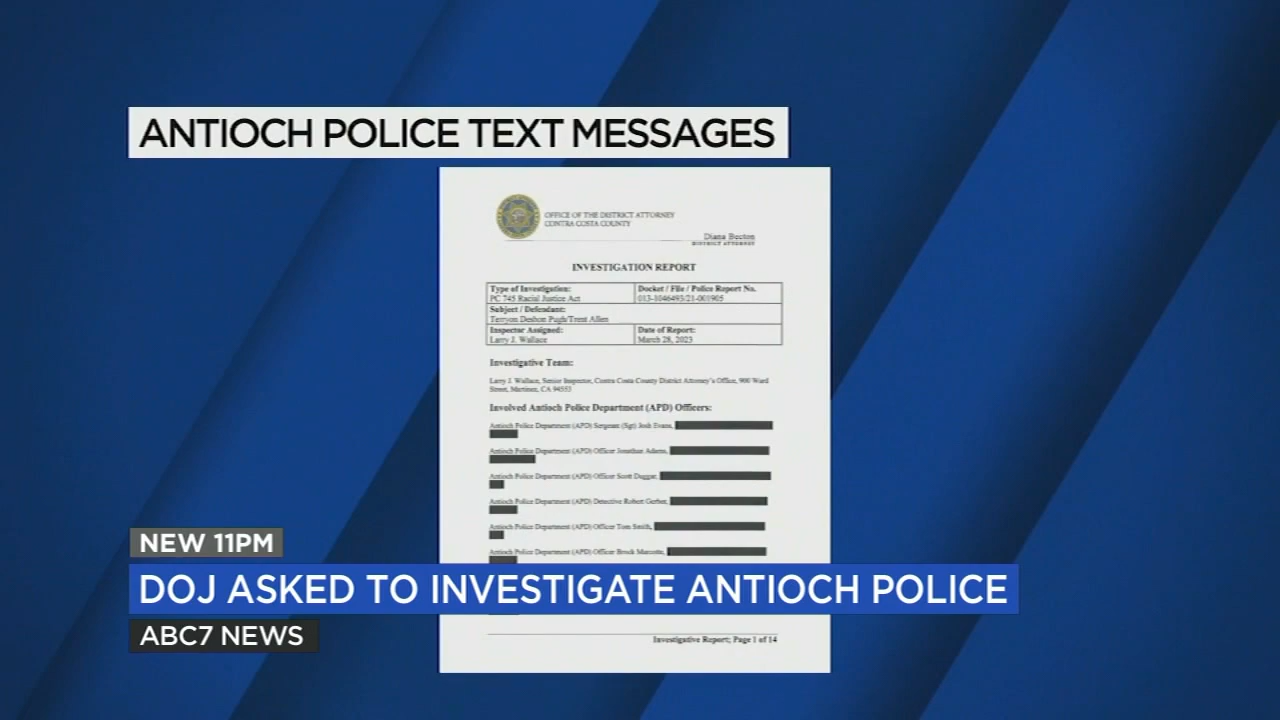 ANTIOCH POLICE TEXT MESSAGES
OFFICE OF THE DISTRICT ATTORNEY
CONTRA COSTA COUNTY
Diana Becton
DISTRICT ATTORNEY
INVESTIGATION REPORT
Type of Investigation: Docket / File / Police Report No.
PC 745 Racial Justice Act 013-1046493/21-001905
Subject / Defendant:
Terryon Deshon Pugh/Trent Allen
Inspector Assigned: Date of Report:
Larry J. Wallace March 28, 2023
Investigative Team:
Larry J. Wallace, Senior Inspector, Contra Costa County District Attorney's Office, 900 Ward
Street, Martinez, CA 94553
Involved Antioch Police Department (APD) Officers:
Antioch Police Department (APD) Sergeant (Sgt) Josh Evans,
Antioch Police Department (APD) Officer Jonathan Adams,
Antioch Police Department (APD) Officer Scott Duggar,
Antioch Police Department (APD) Detective Robert Gerber,
Antioch Police Department (APD) Officer Tom Smith,
Antioch Police Department (APD) Officer Brock Marcotte,
NEW 11PM
DOJ ASKED TO INVESTIGATE ANTIOCH POLICE
ABC7 NEWS
Investigative Report; Page 1 of 14